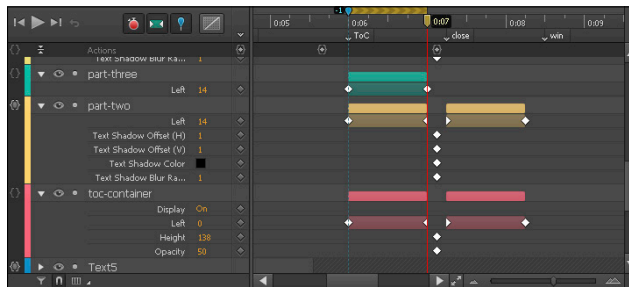 -1
0:05 0:06 0:07 0:08 0:09
ToC close win
Actions
Text Shadow Blur Ra... 1
part-three
Left 14
part-two
Left 14
Text Shadow Offset (H) 1
Text Shadow Offset (V) 1
Text Shadow Color
Text Shadow Blur Ra... 1
toc-container
Display On
Left 0
Height 138
Opacity 50
Text5